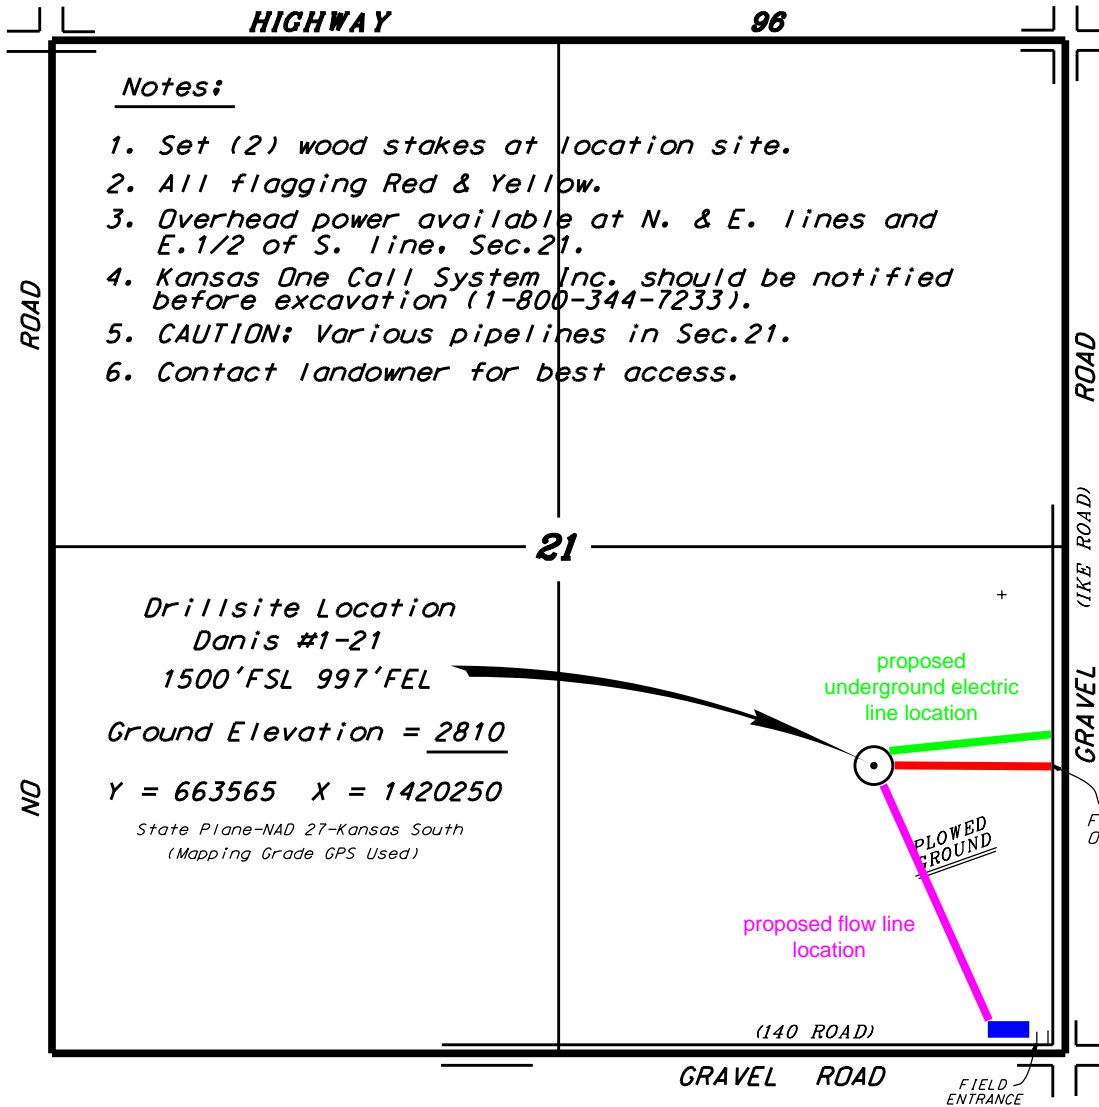 HIGHWAY 96
Notes:
1. Set (2) wood stakes at location site.
2. All flagging Red & Yellow.
3. Overhead power available at N. & E. lines and
E.1/2 of S. line, Sec.21.
4. Kansas One Call System Inc. should be notified
before excavation (1-800-344-7233).
5. CAUTION: Various pipelines in Sec.21.
6. Contact landowner for best access.
NO ROAD
GRAVEL ROAD
(IKE ROAD)
21
Drillsite Location
Danis #1-21
1500'FSL 997'FEL
Ground Elevation = 2810
Y = 663565 X = 1420250
State Plane-NAD 27-Kansas South
(Mapping Grade GPS Used)
proposed
underground electric
line location
PLOWED
GROUND
F
O
proposed flow line
location
(140 ROAD)
GRAVEL ROAD
FIELD
ENTRANCE